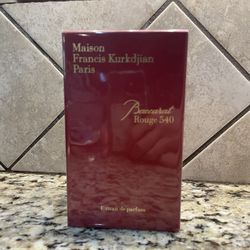 Maison
Francis Kurkdjian
Paris
Baccarat
Rouge 540
Extrait de parfum